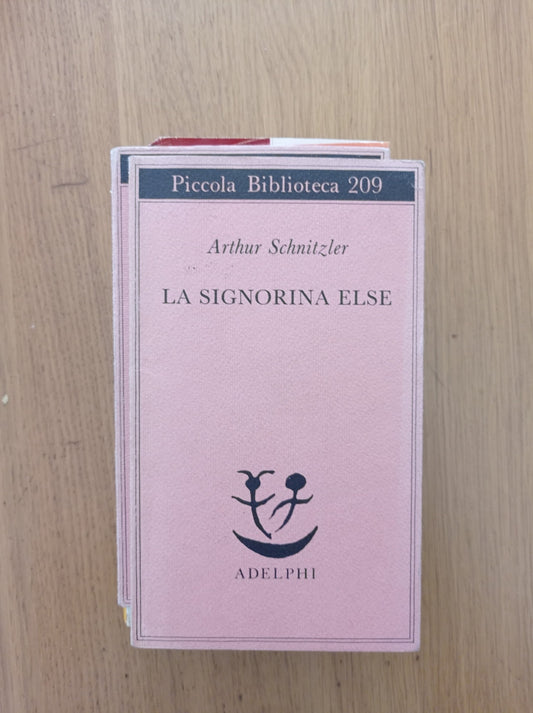 Piccola Biblioteca 209
Arthur Schnitzler
LA SIGNORINA ELSE
ADELPHI